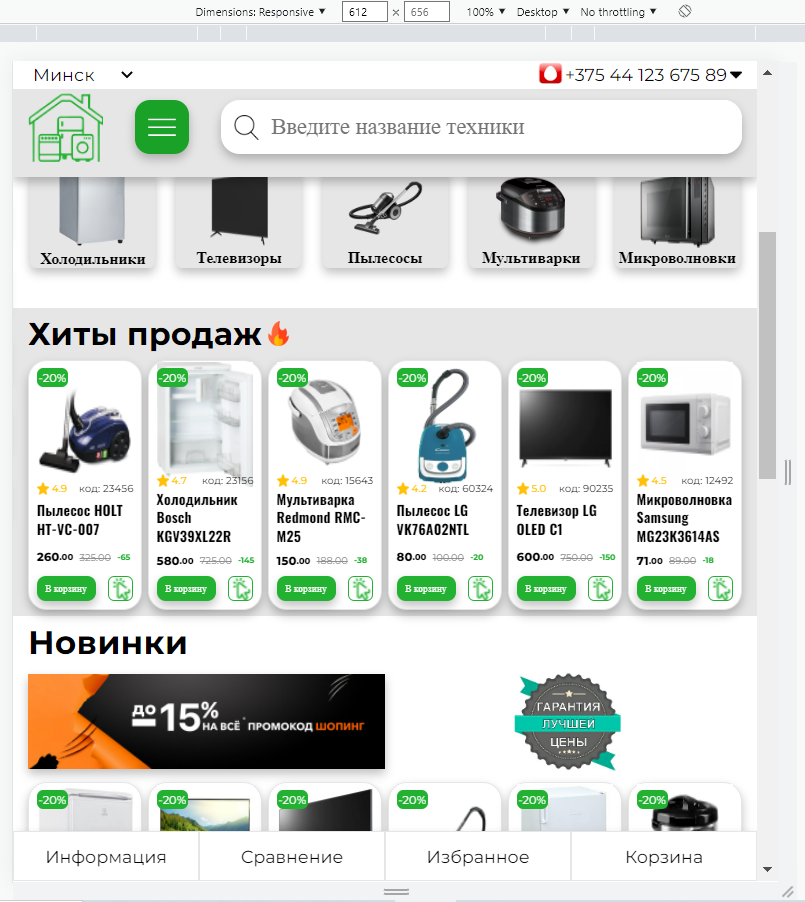 Dimensions: Responsive ▼ 612 × 656 100% ▼ Desktop ▼ No throttling ▼
Минск +375 44 123 675 89
Введите название техники
Холодильники Телевизоры Пылесосы Мультиварки Микроволновки
Хиты продаж
-20% -20% -20% -20% -20% -20%
4.9 код: 23456 4.7 код: 23156 4.9 код: 15643 4.2 код: 60324 5.0 код: 90235 4.5 код: 12492
Пылесос HOLT
HT-VC-007
260.00 325.00 -65
В корзину
Холодильник
Bosch
KGV39XL22R
580.00 725.00 -145
В корзину
Мультиварка
Redmond RMC-
M25
150.00 188.00 -38
В корзину
Пылесос LG
VK76A02NTL
80.00 100.00 -20
В корзину
Телевизор LG
OLED C1
600.00 750.00 -150
В корзину
Микроволновка
Samsung
MG23K3614AS
71.00 89.00 -18
В корзину
Новинки
до 15% НА ВСЁ* ПРОМОКОД ШОПИНГ
ГАРАНТИЯ
ЛУЧШЕЙ
ЦЕНЫ
-20% -20% -20% -20% -20% -20%
Информация Сравнение Избранное Корзина